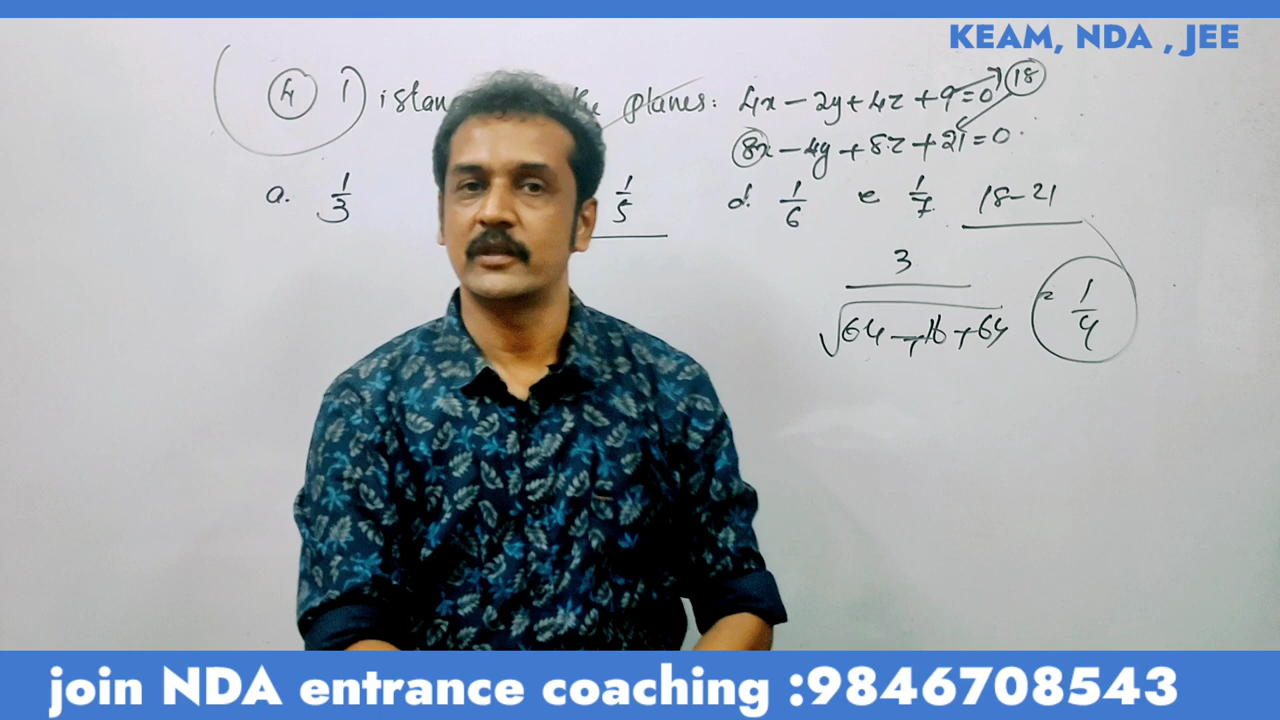 KEAM, NDA , JEE
4) Distan planes: 4x - 2y + 4z + 9 = 0 18
8x - 4y + 8z + 21 = 0
a. 1/3 1/5 d. 1/6 e 1/7 18-21
3
√64 + 16 + 64 = 1/4
join NDA entrance coaching :9846708543